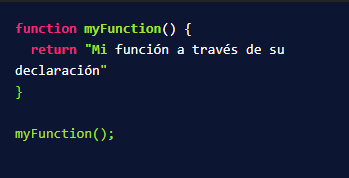 function myFunction() {
  return "Mi función a través de su
declaración"
}

myFunction();